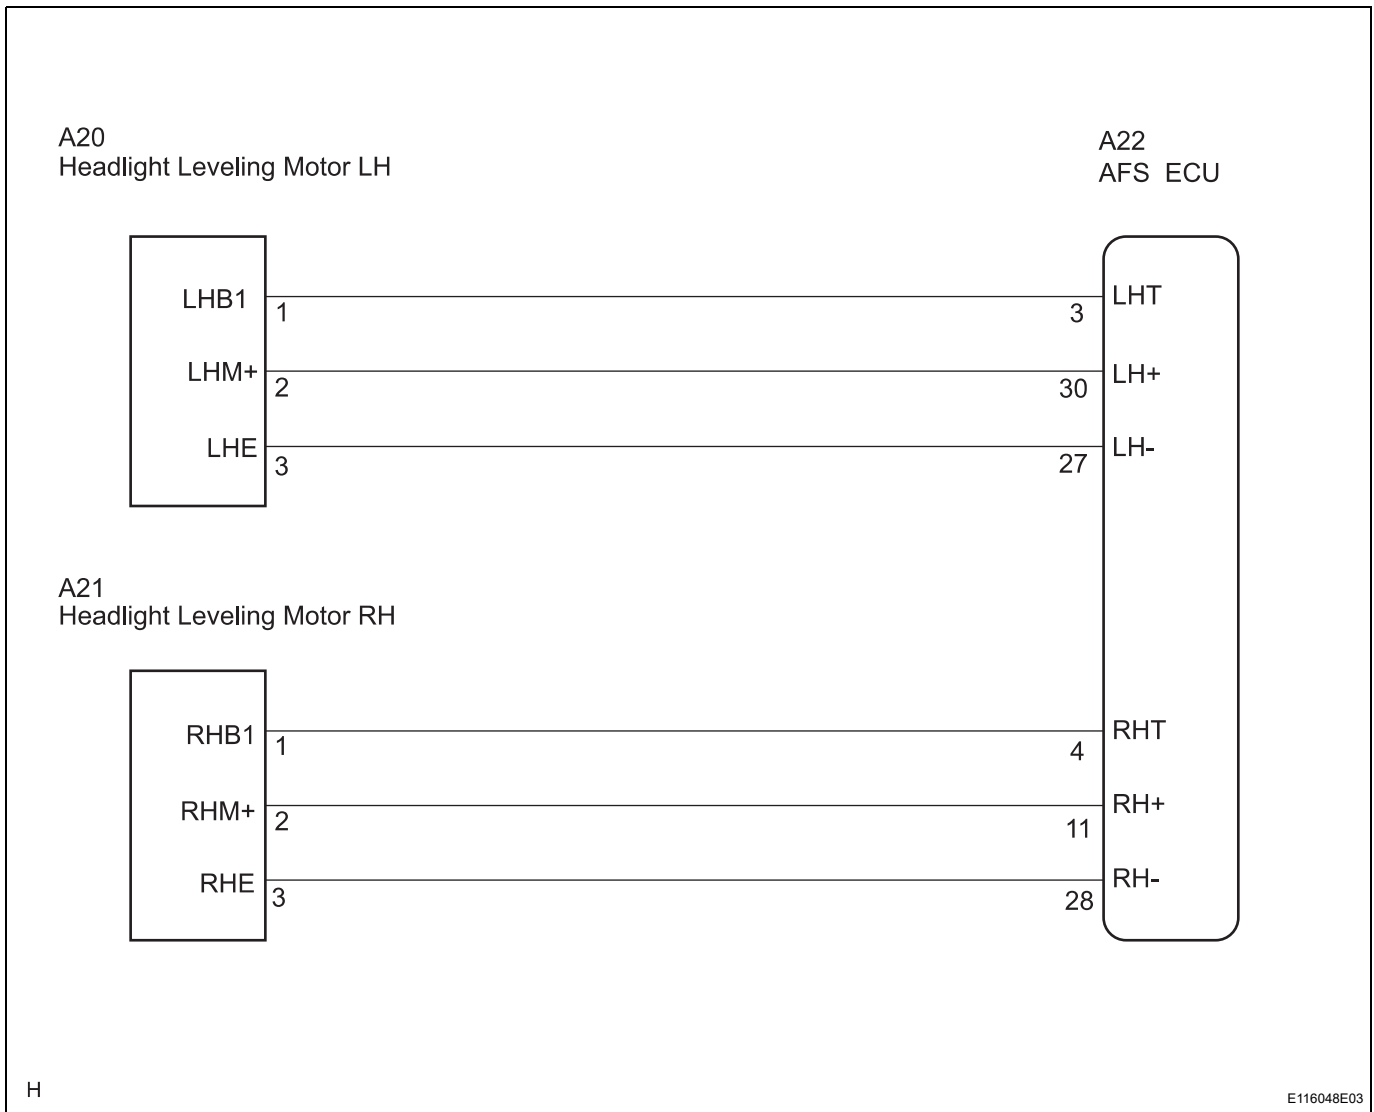 A20
Headlight Leveling Motor LH
A22
AFS ECU
LHB1 1 3 LHT
LHM+ 2 30 LH+
LHE 3 27 LH-
A21
Headlight Leveling Motor RH
RHB1 1 4 RHT
RHM+ 2 11 RH+
RHE 3 28 RH-
H
E116048E03